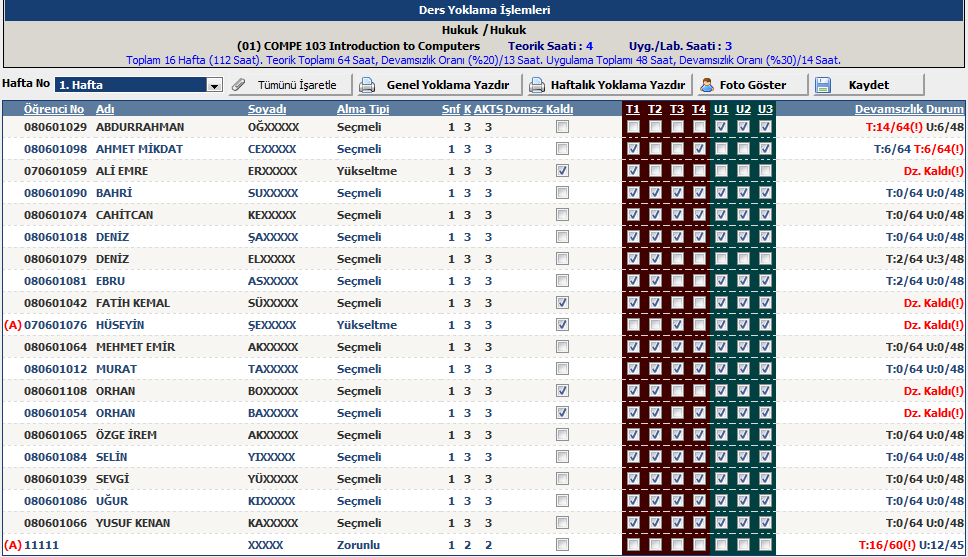 Ders Yoklama İşlemleri
Hukuk / Hukuk
(01) COMPE 103 Introduction to Computers Teorik Saati : 4 Uyg./Lab. Saati : 3
Toplam 16 Hafta (112 Saat). Teorik Toplamı 64 Saat, Devamsızlık Oranı (%20)/13 Saat. Uygulama Toplamı 48 Saat, Devamsızlık Oranı (%30)/14 Saat.
Hafta No 1. Hafta Tümünü İşaretle Genel Yoklama Yazdır Haftalık Yoklama Yazdır Foto Göster Kaydet
Öğrenci No Adı Soyadı Alma Tipi Snf K AKTS Dvmsz Kaldı T1 T2 T3 T4 U1 U2 U3 Devamsızlık Durum
080601029 ABDURRAHMAN OĞXXXXX Seçmeli 1 3 3 T:14/64(!) U:6/48
080601098 AHMET MİKDAT CEXXXXX Seçmeli 1 3 3 T:6/64 T:6/64(!)
070601059 ALİ EMRE ERXXXXX Yükseltme 1 3 3 Dz. Kaldı(!)
080601090 BAHRİ SUXXXXX Seçmeli 1 3 3 T:0/64 U:0/48
080601074 CAHİTCAN KEXXXXX Seçmeli 1 3 3 T:0/64 U:0/48
080601018 DENİZ ŞAXXXXX Seçmeli 1 3 3 T:0/64 U:0/48
080601079 DENİZ ELXXXXX Seçmeli 1 3 3 T:2/64 U:3/48
080601081 EBRU ASXXXXX Seçmeli 1 3 3 T:2/64 U:0/48
080601042 FATİH KEMAL SÜXXXXX Seçmeli 1 3 3 Dz. Kaldı(!)
(A) 070601076 HÜSEYİN ŞEXXXXX Yükseltme 1 3 3 Dz. Kaldı(!)
080601064 MEHMET EMİR AKXXXXX Seçmeli 1 3 3 T:0/64 U:0/48
080601012 MURAT TAXXXXX Seçmeli 1 3 3 T:0/64 U:0/48
080601108 ORHAN BOXXXXX Seçmeli 1 3 3 Dz. Kaldı(!)
080601054 ORHAN BAXXXXX Seçmeli 1 3 3 Dz. Kaldı(!)
080601065 ÖZGE İREM AKXXXXX Seçmeli 1 3 3 T:0/64 U:0/48
080601084 SELİN YIXXXXX Seçmeli 1 3 3 T:0/64 U:0/48
080601039 SEVGİ YÜXXXXX Seçmeli 1 3 3 T:0/64 U:0/48
080601086 UĞUR KIXXXXX Seçmeli 1 3 3 T:0/64 U:0/48
080601066 YUSUF KENAN KAXXXXX Seçmeli 1 3 3 T:0/64 U:0/48
(A) 11111 XXXXX Zorunlu 1 2 2 T:16/60(!) U:12/45